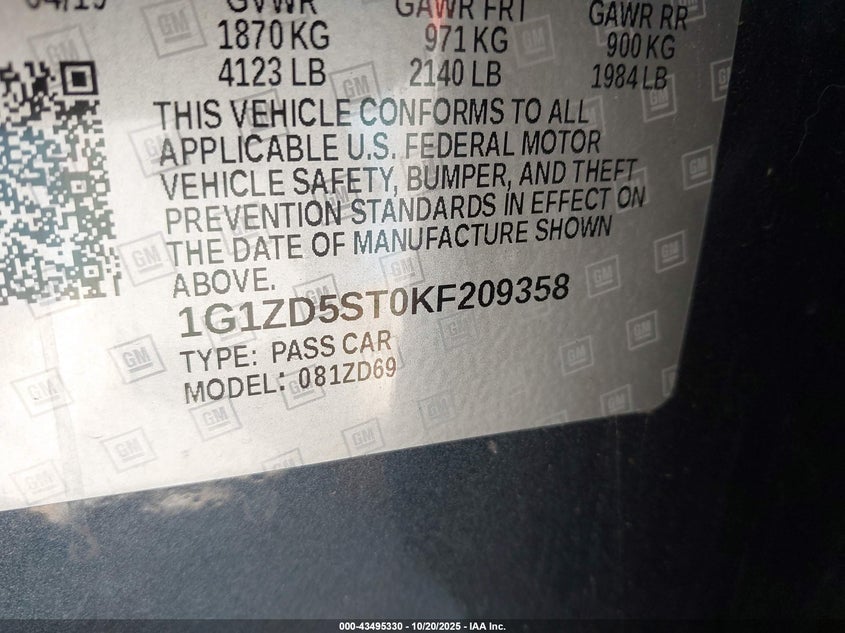 04/19
GVWR GAWR FRT GAWR RR
1870 KG 971 KG 900 KG
4123 LB 2140 LB 1984 LB
THIS VEHICLE CONFORMS TO ALL
APPLICABLE U.S. FEDERAL MOTOR
VEHICLE SAFETY, BUMPER, AND THEFT
PREVENTION STANDARDS IN EFFECT ON
THE DATE OF MANUFACTURE SHOWN
ABOVE.
1G1ZD5ST0KF209358
TYPE: PASS CAR
MODEL: 081ZD69
000-43495330 - 10/20/2025 - IAA Inc.